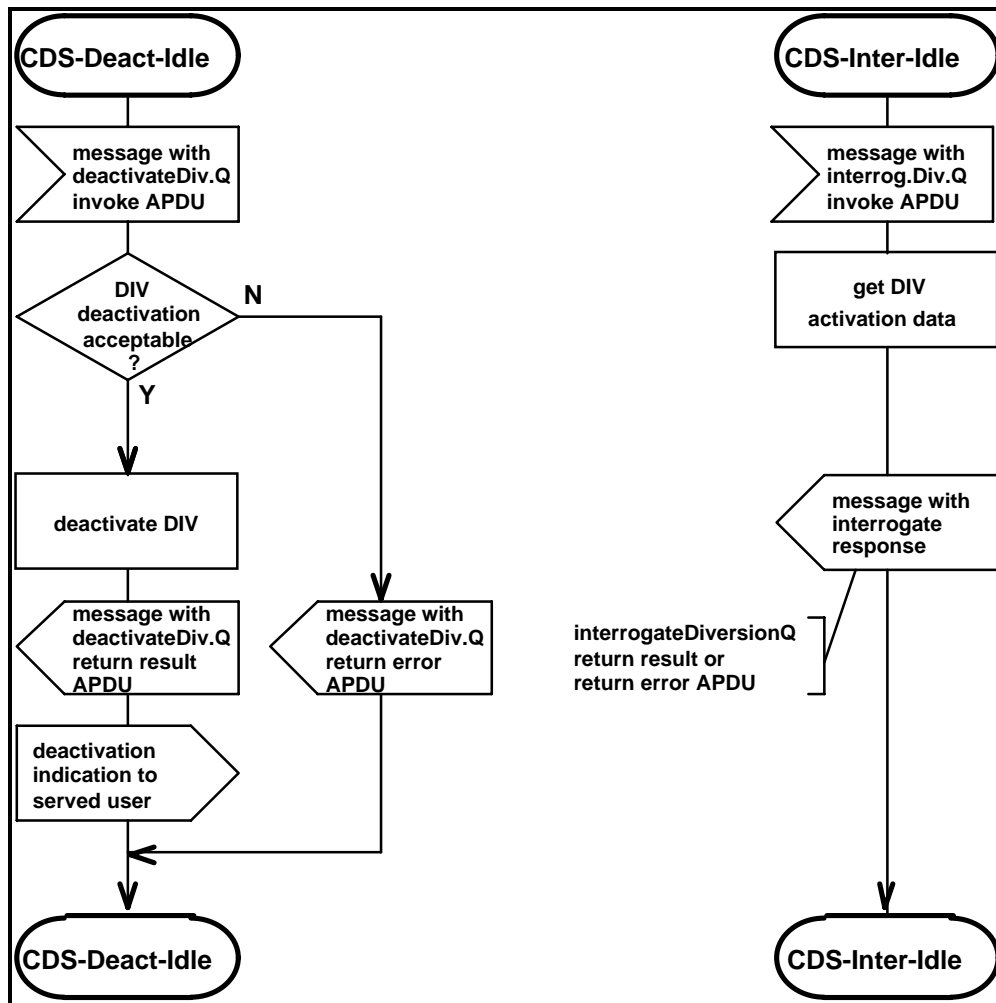 CDS-Deact-Idle
message with
deactivateDiv.Q
invoke APDU
DIV
deactivation
acceptable
?
N
Y
deactivate DIV
message with
deactivateDiv.Q
return result
APDU
message with
deactivateDiv.Q
return error
APDU
deactivation
indication to
served user
CDS-Deact-Idle
CDS-Inter-Idle
message with
interrog.Div.Q
invoke APDU
get DIV
activation data
message with
interrogate
response
interrogateDiversionQ
return result or
return error APDU
CDS-Inter-Idle